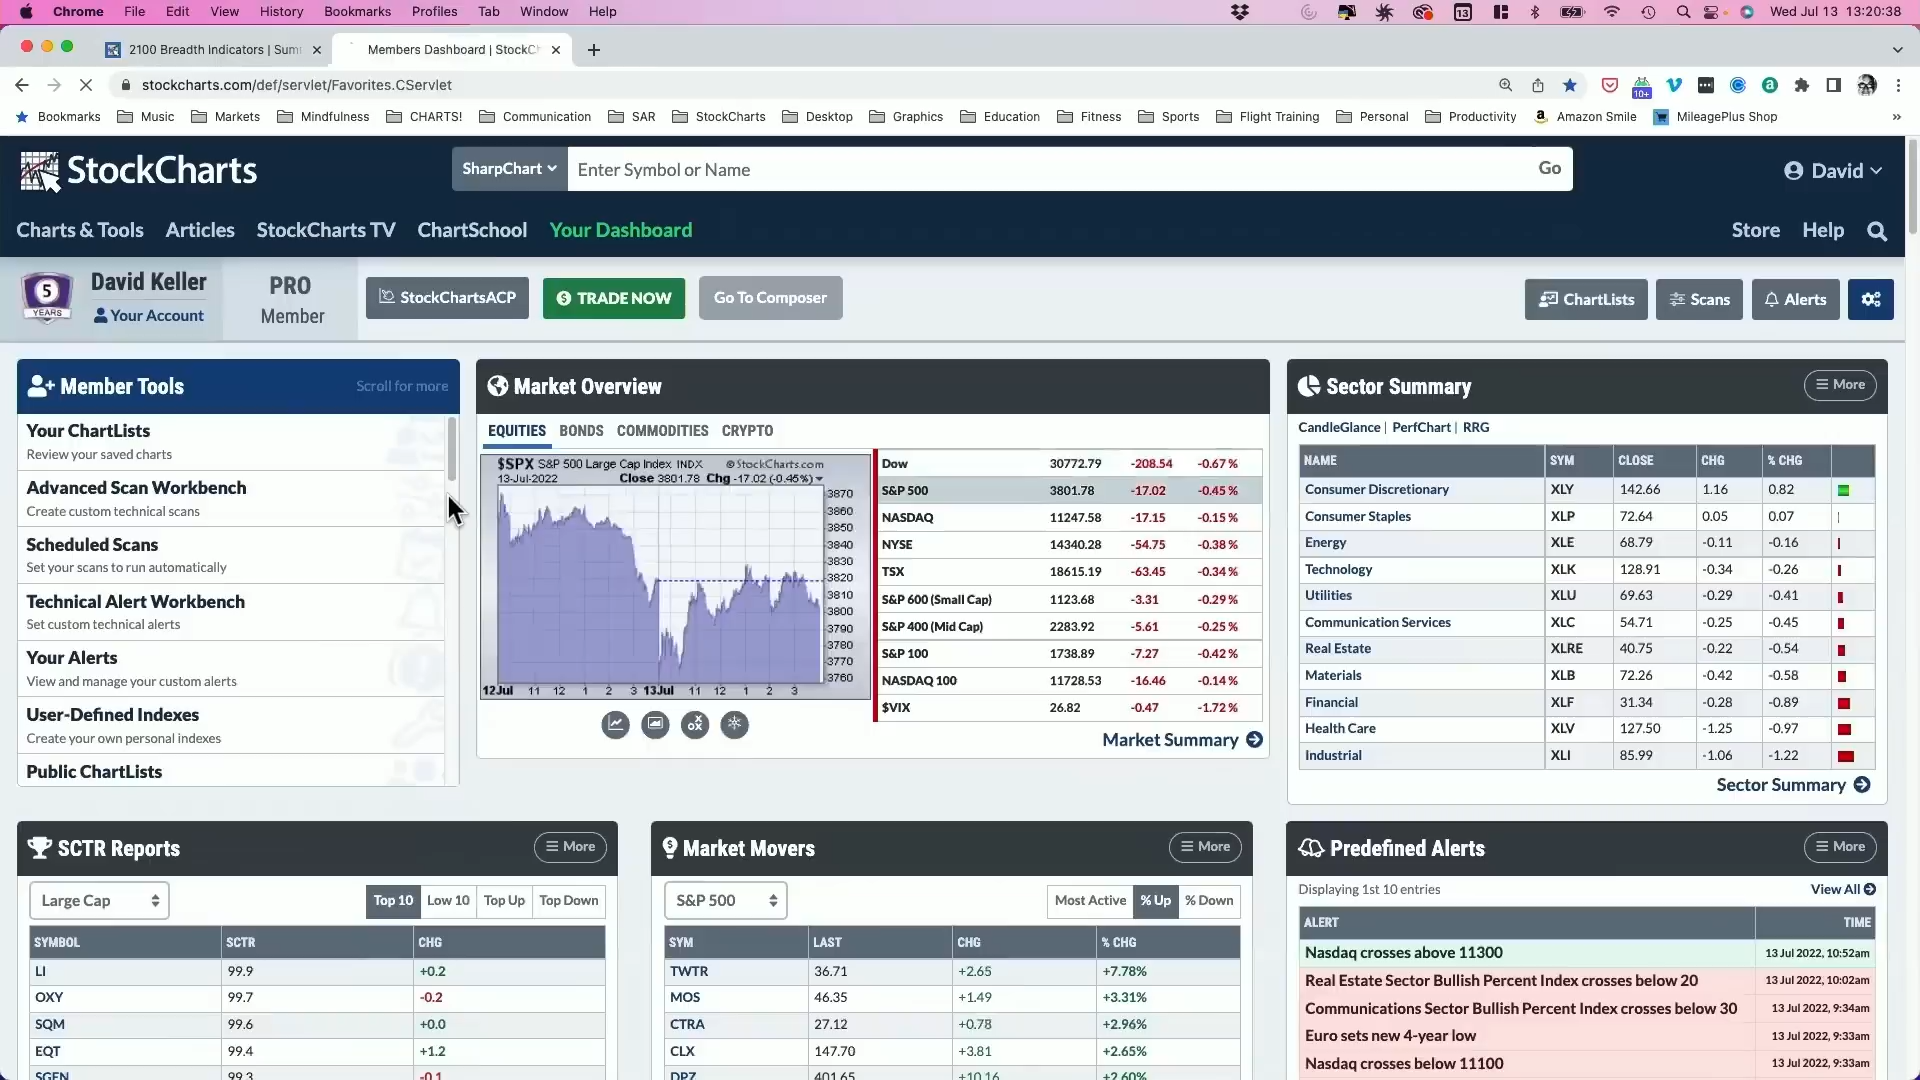 Chrome File Edit View History Bookmarks Profiles Tab Window Help 13 Wed Jul 13 13:20:38
2100 Breadth Indicators | Sum Members Dashboard | StockCh
stockcharts.com/def/servlet/Favorites.CServlet 10+
Bookmarks Music Markets Mindfulness CHARTS! Communication SAR StockCharts Desktop Graphics Education Fitness Sports Flight Training Personal Productivity Amazon Smile MileagePlus Shop »
StockCharts SharpChart Enter Symbol or Name Go David
Charts & Tools Articles StockCharts TV ChartSchool Your Dashboard Store Help
5 YEARS David Keller Your Account PRO Member StockChartsACP TRADE NOW Go To Composer ChartLists Scans Alerts
Member Tools Scroll for more
Your ChartLists
Review your saved charts
Advanced Scan Workbench
Create custom technical scans
Scheduled Scans
Set your scans to run automatically
Technical Alert Workbench
Set custom technical alerts
Your Alerts
View and manage your custom alerts
User-Defined Indexes
Create your own personal indexes
Public ChartLists
Market Overview
EQUITIES BONDS COMMODITIES CRYPTO
$SPX S&P 500 Large Cap Index INDX © StockCharts.com
13-Jul-2022 Close 3801.78 Chg -17.02 (-0.45%)
3870
3860
3850
3840
3830
3820
3810
3800
3790
3780
3770
3760
12Jul 11 12 1 2 3 13Jul 11 12 1 2 3
Dow 30772.79 -208.54 -0.67 %
S&P 500 3801.78 -17.02 -0.45 %
NASDAQ 11247.58 -17.15 -0.15 %
NYSE 14340.28 -54.75 -0.38 %
TSX 18615.19 -63.45 -0.34 %
S&P 600 (Small Cap) 1123.68 -3.31 -0.29 %
S&P 400 (Mid Cap) 2283.92 -5.61 -0.25 %
S&P 100 1738.89 -7.27 -0.42 %
NASDAQ 100 11728.53 -16.46 -0.14 %
$VIX 26.82 -0.47 -1.72 %
Market Summary
Sector Summary More
CandleGlance | PerfChart | RRG
NAME SYM CLOSE CHG % CHG
Consumer Discretionary XLY 142.66 1.16 0.82
Consumer Staples XLP 72.64 0.05 0.07
Energy XLE 68.79 -0.11 -0.16
Technology XLK 128.91 -0.34 -0.26
Utilities XLU 69.63 -0.29 -0.41
Communication Services XLC 54.71 -0.25 -0.45
Real Estate XLRE 40.75 -0.22 -0.54
Materials XLB 72.26 -0.42 -0.58
Financial XLF 31.34 -0.28 -0.89
Health Care XLV 127.50 -1.25 -0.97
Industrial XLI 85.99 -1.06 -1.22
Sector Summary
SCTR Reports More
Large Cap Top 10 Low 10 Top Up Top Down
SYMBOL SCTR CHG
LI 99.9 +0.2
OXY 99.7 -0.2
SQM 99.6 +0.0
EQT 99.4 +1.2
SGEN 99.3 -0.1
Market Movers More
S&P 500 Most Active % Up % Down
SYM LAST CHG % CHG
TWTR 36.71 +2.65 +7.78%
MOS 46.35 +1.49 +3.31%
CTRA 27.12 +0.78 +2.96%
CLX 147.70 +3.81 +2.65%
DPZ 401.65 +10.16 +2.60%
Predefined Alerts More
Displaying 1st 10 entries View All
ALERT TIME
Nasdaq crosses above 11300 13 Jul 2022, 10:52am
Real Estate Sector Bullish Percent Index crosses below 20 13 Jul 2022, 10:02am
Communications Sector Bullish Percent Index crosses below 30 13 Jul 2022, 9:34am
Euro sets new 4-year low 13 Jul 2022, 9:33am
Nasdaq crosses below 11100 13 Jul 2022, 9:33am